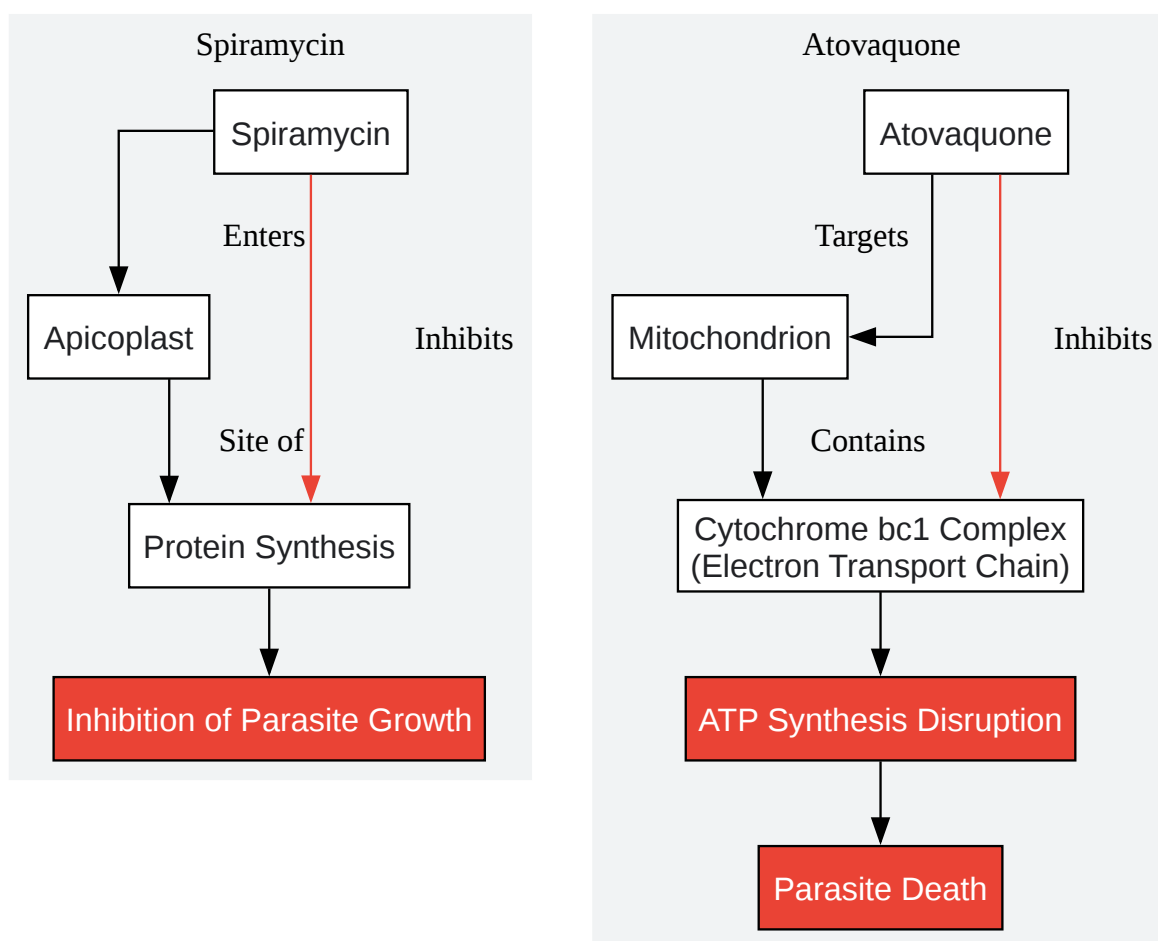 Spiramycin
Spiramycin
Enters
Apicoplast
Inhibits
Site of
Protein Synthesis
Inhibition of Parasite Growth
Atovaquone
Atovaquone
Targets
Mitochondrion
Inhibits
Contains
Cytochrome bc1 Complex
(Electron Transport Chain)
ATP Synthesis Disruption
Parasite Death